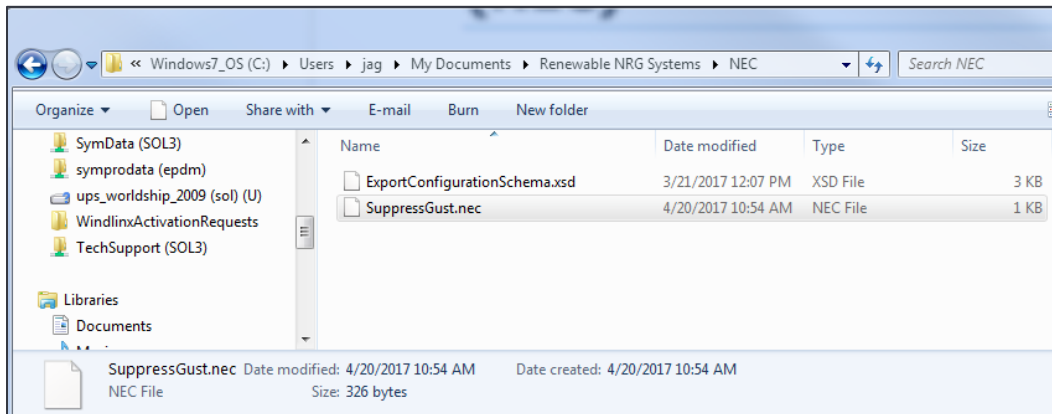 « Windows7_OS (C:) ▸ Users ▸ jag ▸ My Documents ▸ Renewable NRG Systems ▸ NEC Search NEC
Organize Open Share with E-mail Burn New folder
SymData (SOL3)
symprodata (epdm)
ups_worldship_2009 (sol) (U)
WindlinxActivationRequests
TechSupport (SOL3)
Libraries
Documents
Name Date modified Type Size
ExportConfigurationSchema.xsd 3/21/2017 12:07 PM XSD File 3 KB
SuppressGust.nec 4/20/2017 10:54 AM NEC File 1 KB
SuppressGust.nec Date modified: 4/20/2017 10:54 AM Date created: 4/20/2017 10:54 AM
NEC File Size: 326 bytes